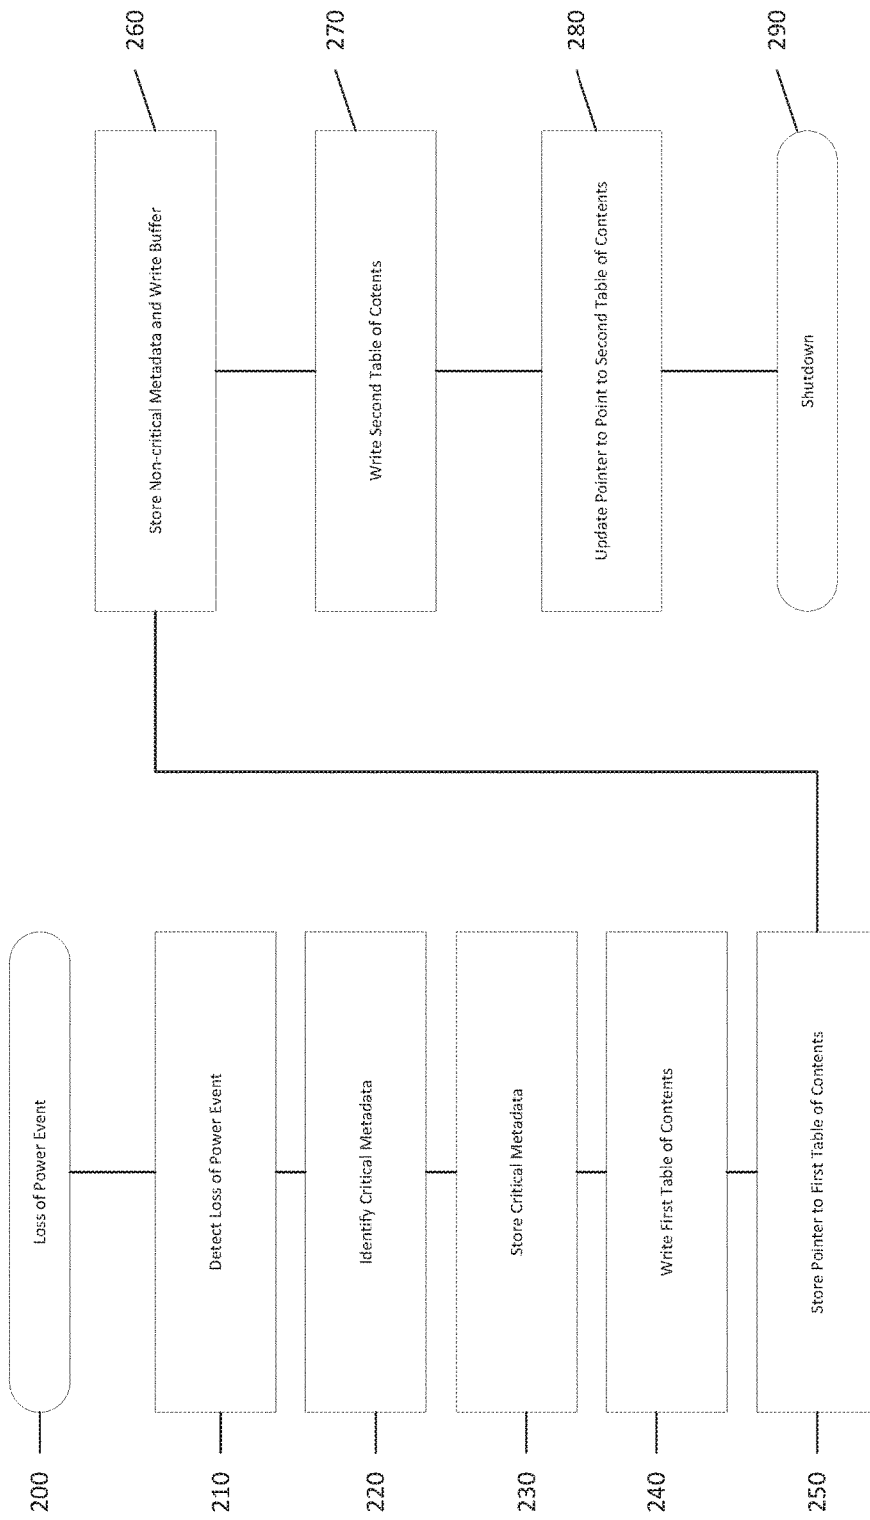 200
Loss of Power Event
210
Detect Loss of Power Event
220
Identify Critical Metadata
230
Store Critical Metadata
240
Write First Table of Contents
250
Store Pointer to First Table of Contents
260
Store Non-critical Metadata and Write Buffer
270
Write Second Table of Cotents
280
Update Pointer to Point to Second Table of Contents
290
Shutdown